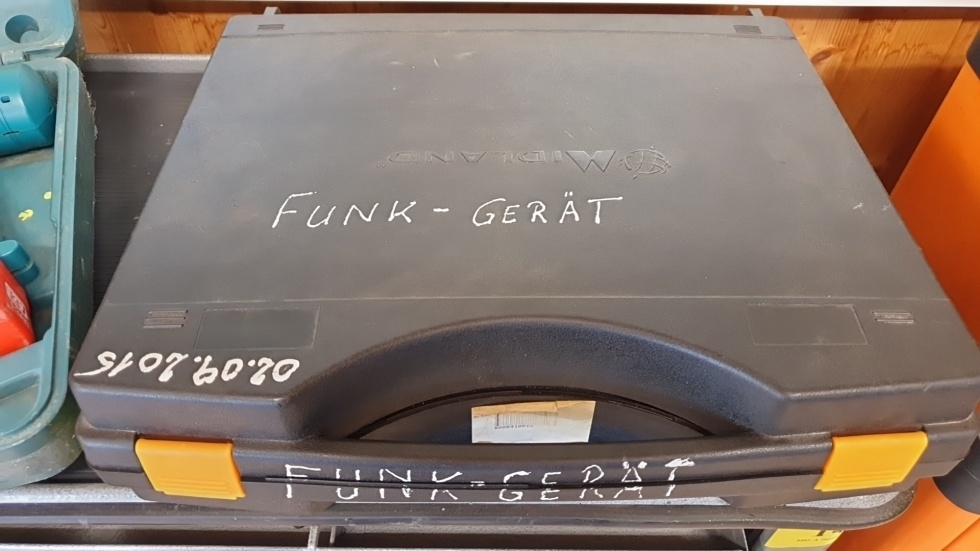 MIDLAND
FUNK - GERÄT
02.09.2015
FUNK-GERÄT